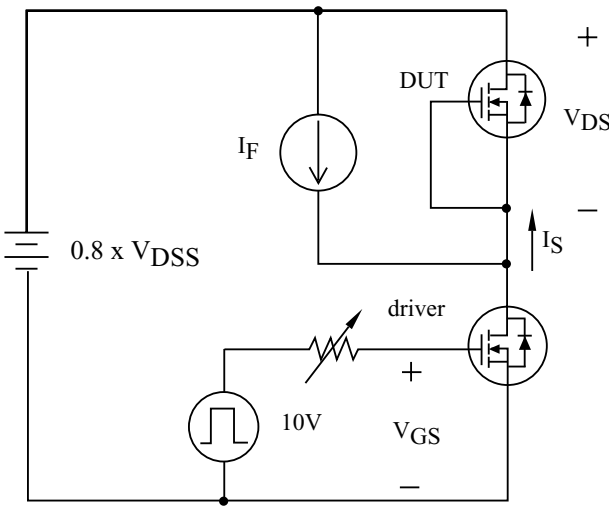 +
DUT
V_DS
I_F
−
I_S
0.8 x V_DSS
driver
+
10V
V_GS
−